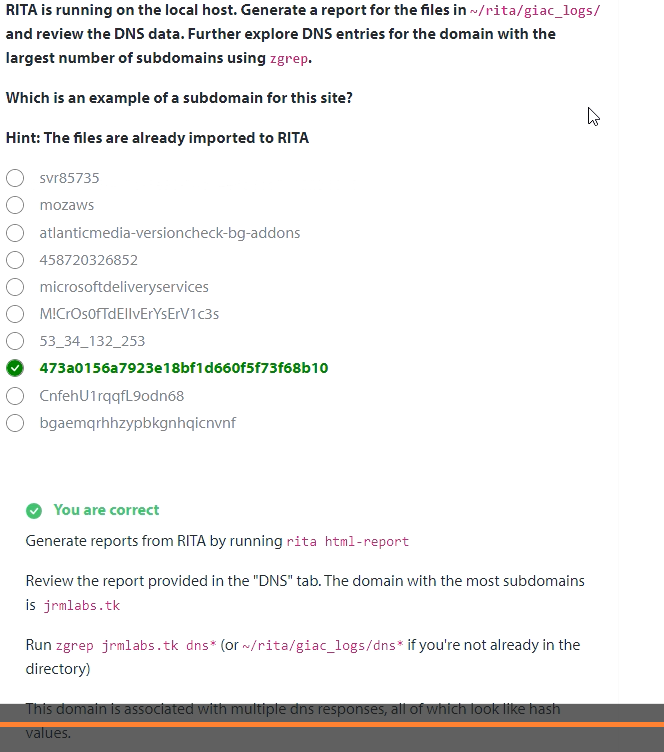 RITA is running on the local host. Generate a report for the files in ~/rita/giac_logs/
and review the DNS data. Further explore DNS entries for the domain with the
largest number of subdomains using zgrep.
Which is an example of a subdomain for this site?
Hint: The files are already imported to RITA
svr85735
mozaws
atlanticmedia-versioncheck-bg-addons
458720326852
microsoftdeliveryservices
M!CrOs0fTdElIvErYsErV1c3s
53_34_132_253
473a0156a7923e18bf1d660f5f73f68b10
CnfehU1rqqfL9odn68
bgaemqrhhzypbkgnhqicnvnf
You are correct
Generate reports from RITA by running rita html-report
Review the report provided in the "DNS" tab. The domain with the most subdomains
is jrmlabs.tk
Run zgrep jrmlabs.tk dns* (or ~/rita/giac_logs/dns* if you're not already in the
directory)
This domain is associated with multiple dns responses, all of which look like hash
values.